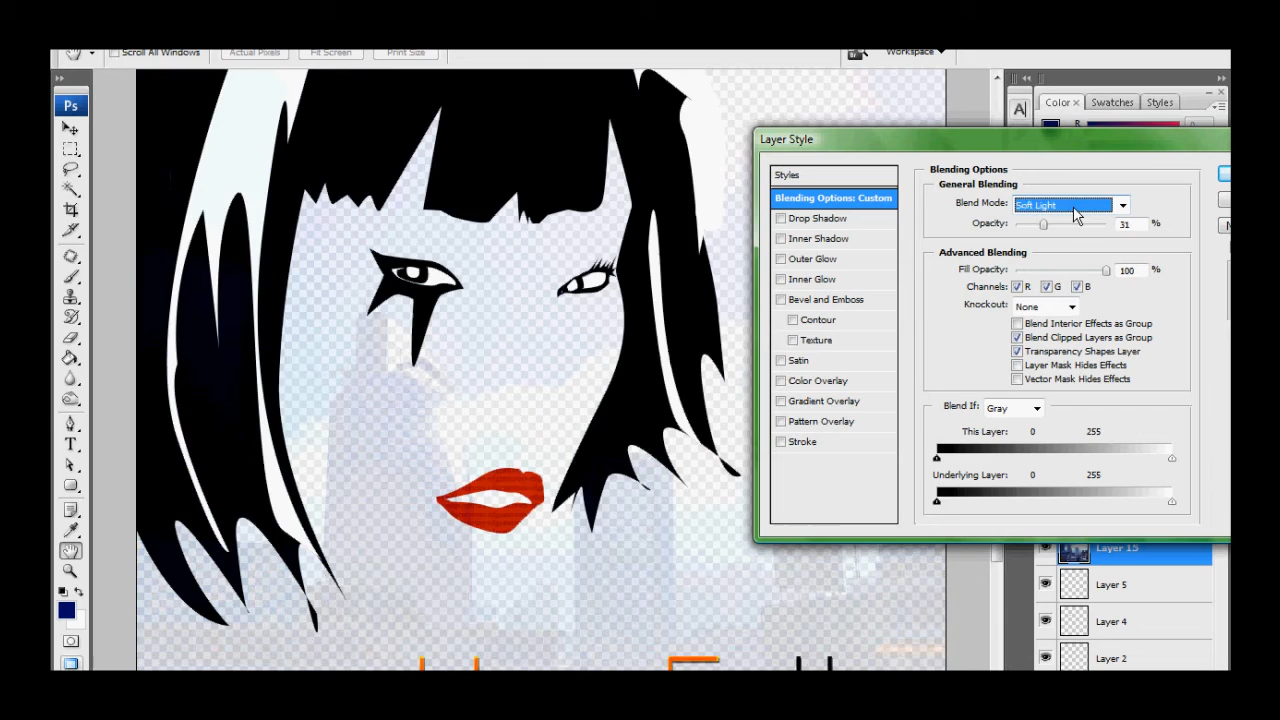 Scroll All Windows
Actual Pixels
Fit Screen
Print Size
Workspace
Ps
A
Color ×
Swatches
Styles
R
Layer Style
Styles
Blending Options: Custom
Drop Shadow
Inner Shadow
Outer Glow
Inner Glow
Bevel and Emboss
Contour
Texture
Satin
Color Overlay
Gradient Overlay
Pattern Overlay
Stroke
Blending Options
General Blending
Blend Mode: Soft Light
Opacity: 31 %
Advanced Blending
Fill Opacity: 100 %
Channels: R G B
Knockout: None
Blend Interior Effects as Group
Blend Clipped Layers as Group
Transparency Shapes Layer
Layer Mask Hides Effects
Vector Mask Hides Effects
Blend If: Gray
This Layer: 0 255
Underlying Layer: 0 255
Layer 15
Layer 5
Layer 4
Layer 2
T